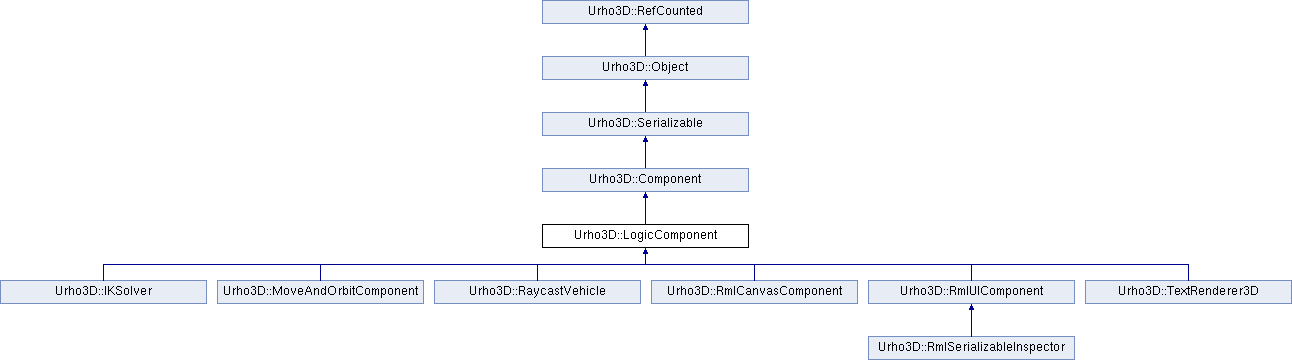 Urho3D::RefCounted
Urho3D::Object
Urho3D::Serializable
Urho3D::Component
Urho3D::LogicComponent
Urho3D::IKSolver
Urho3D::MoveAndOrbitComponent
Urho3D::RaycastVehicle
Urho3D::RmlCanvasComponent
Urho3D::RmlUIComponent
Urho3D::TextRenderer3D
Urho3D::RmlSerializableInspector